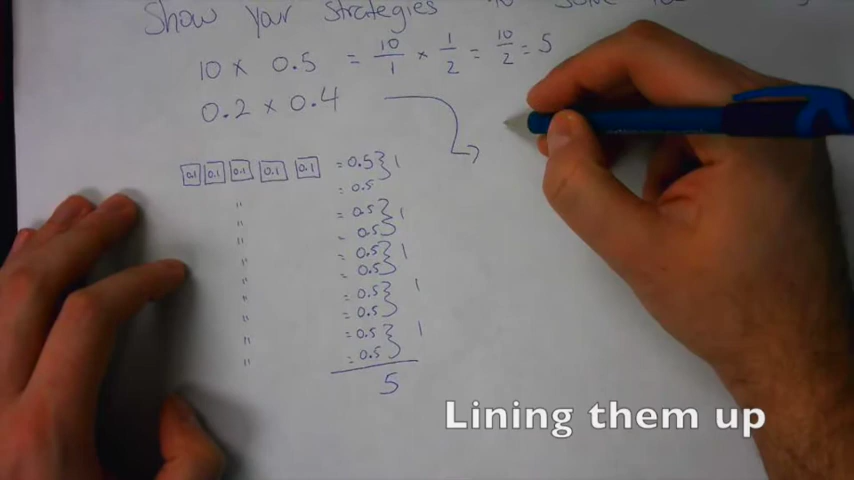 Show your strategies to solve
10 × 0.5 = 10/1 × 1/2 = 10/2 = 5
0.2 × 0.4
0.1 0.1 0.1 0.1 0.1 = 0.5 } 1
= 0.5
" = 0.5 } 1
" = 0.5
" = 0.5 } 1
" = 0.5
" = 0.5 } 1
" = 0.5
" = 0.5 } 1
" = 0.5
5
Lining them up